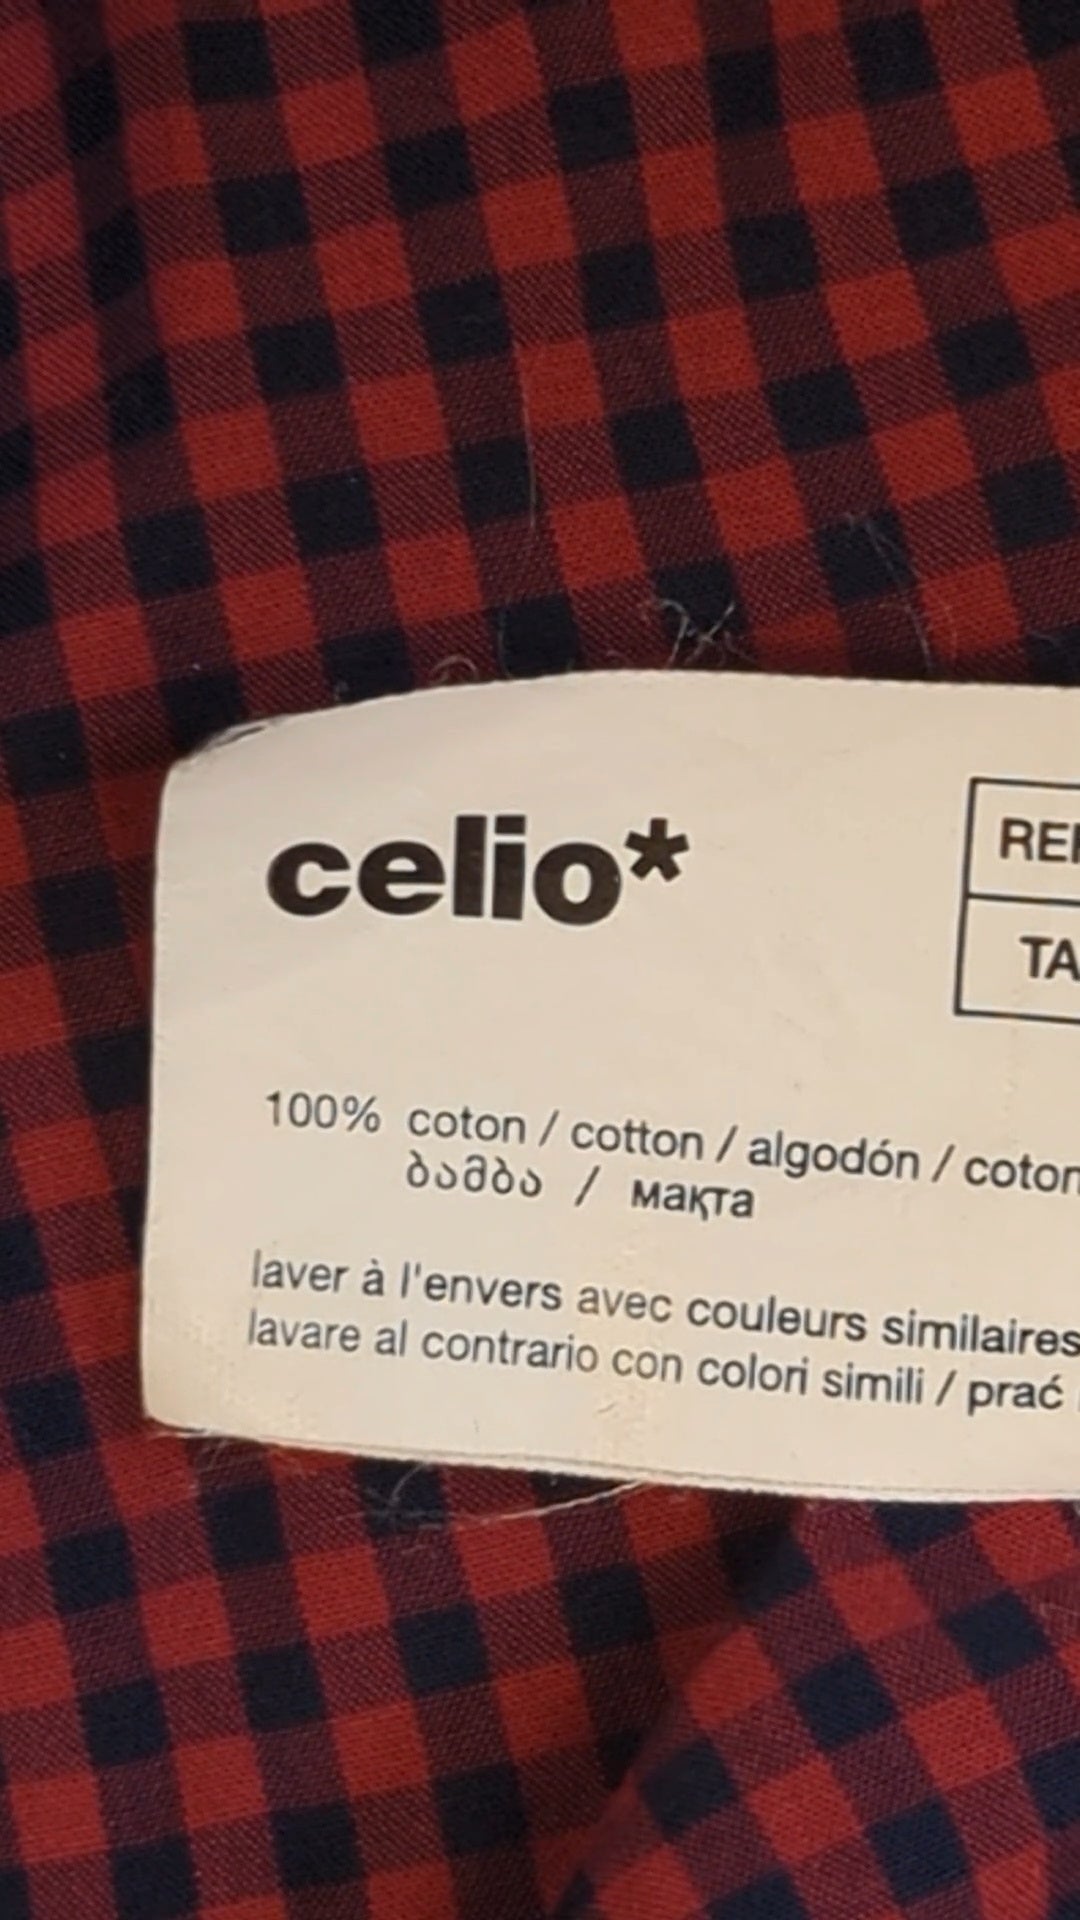 celio*
RE
TA
100% coton / cotton / algodón / coton
ბამბა / мақта
laver à l'envers avec couleurs similaires
lavare al contrario con colori simili / prać